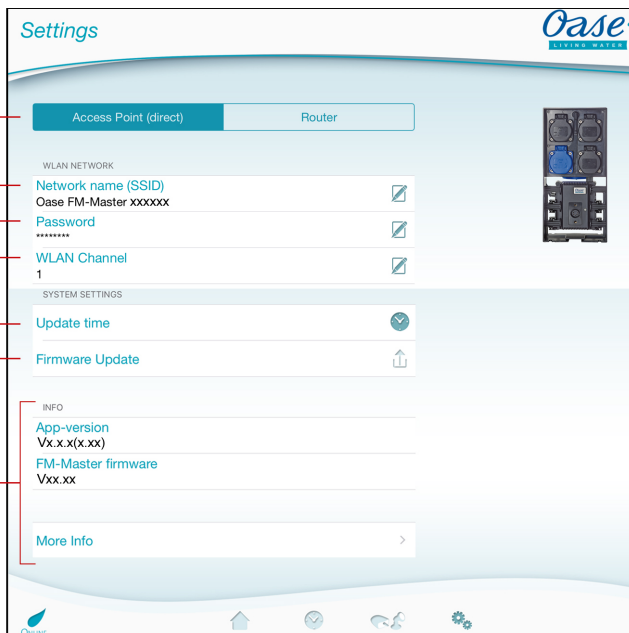 Settings
Oase
LIVING WATER
Access Point (direct)
Router
WLAN NETWORK
Network name (SSID)
Oase FM-Master xxxxxx
Password
********
WLAN Channel
1
SYSTEM SETTINGS
Update time
Firmware Update
INFO
App-version
Vx.x.x(x.xx)
FM-Master firmware
Vxx.xx
More Info
ONLINE